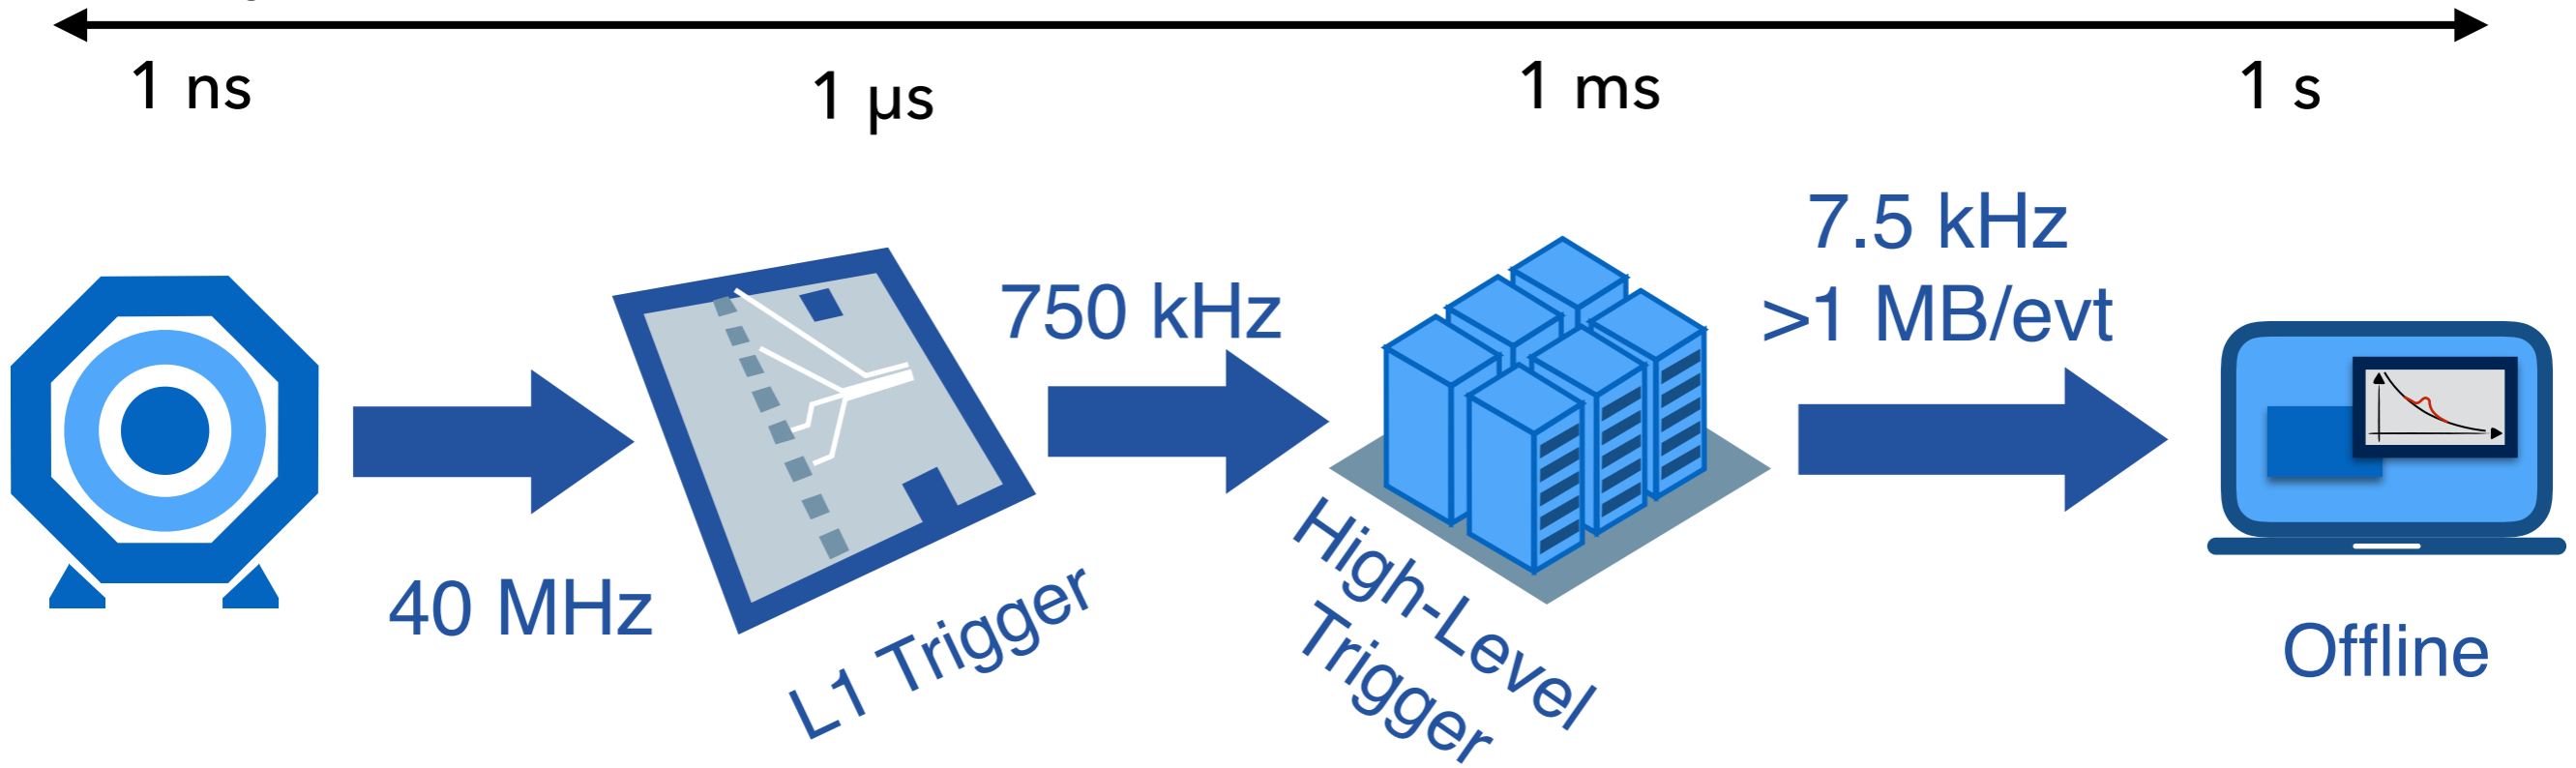 1 ns
1 µs
1 ms
1 s
40 MHz
L1 Trigger
750 kHz
High-Level
Trigger
7.5 kHz
>1 MB/evt
Offline